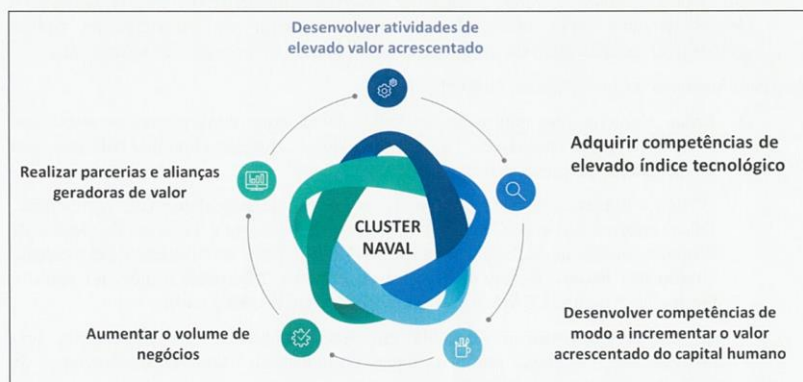 Desenvolver atividades de
elevado valor acrescentado
Adquirir competências de
elevado índice tecnológico
Realizar parcerias e alianças
geradoras de valor
CLUSTER
NAVAL
Aumentar o volume de
negócios
Desenvolver competências de
modo a incrementar o valor
acrescentado do capital humano